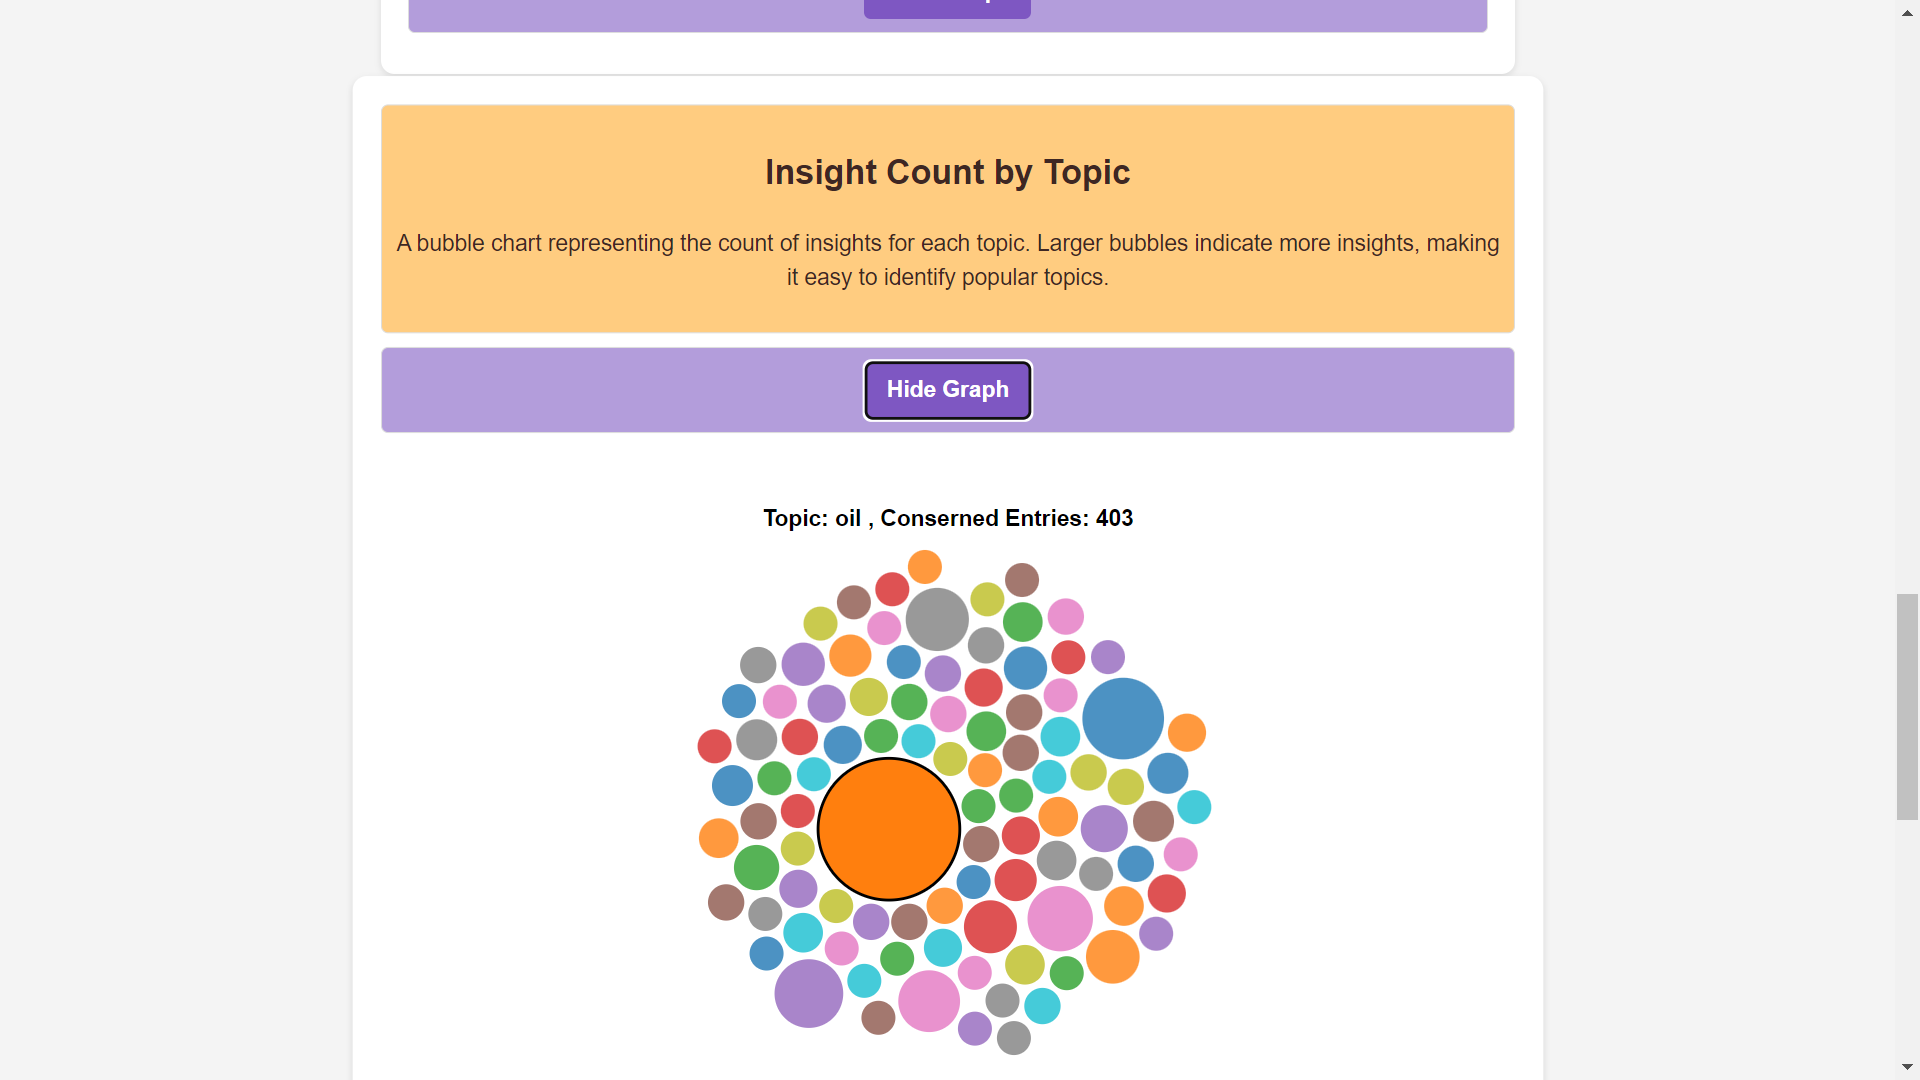 Insight Count by Topic
A bubble chart representing the count of insights for each topic. Larger bubbles indicate more insights, making
it easy to identify popular topics.
Hide Graph
Topic: oil , Conserned Entries: 403